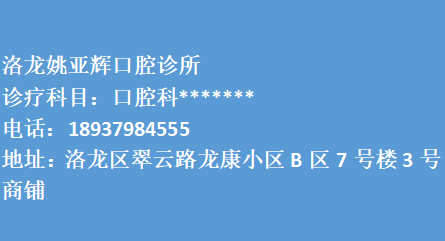 洛龙姚亚辉口腔诊所
诊疗科目：口腔科*******
电话：18937984555
地址：洛龙区翠云路龙康小区B区7号楼3号
商铺